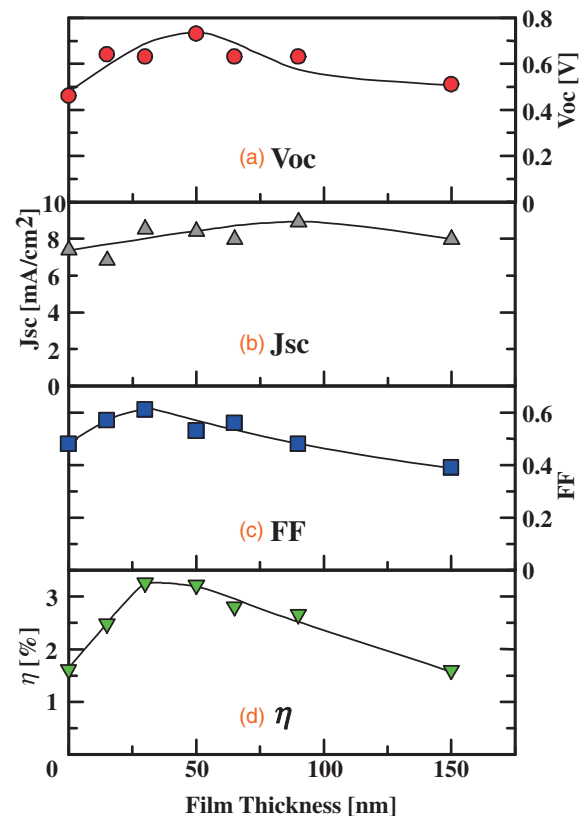 0.8
0.6
0.4
0.2
0
Voc [V]
(a) Voc
10
8
6
4
2
0
Jsc [mA/cm2]
(b) Jsc
0.6
0.4
0
FF
(c) FF
3
2
1
η [%]
(d) η
0 50 100 150
Film Thickness [nm]